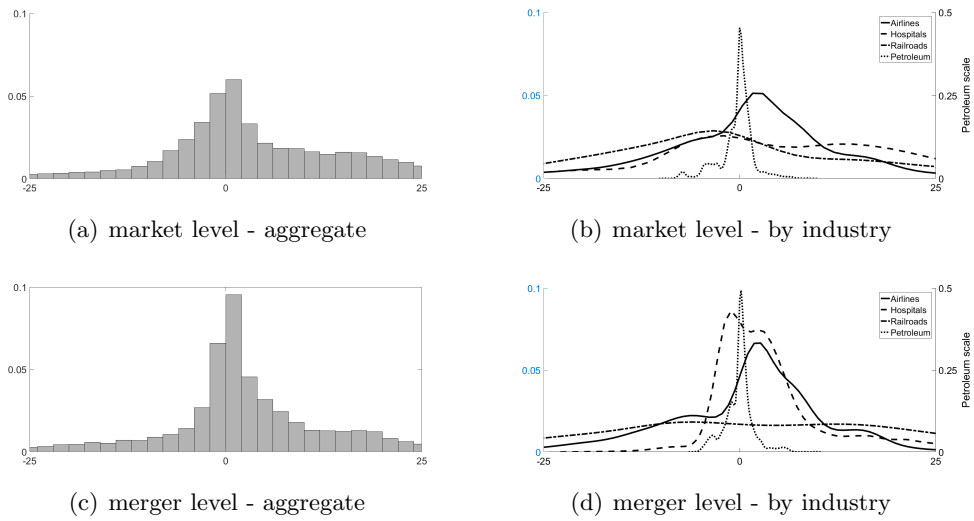 0.1
0.05
0
-25
0
25
(a) market level - aggregate
0.1
0.05
0
-25
0
25
0.5
0.25
0
Petroleum scale
Airlines
Hospitals
Railroads
Petroleum
(b) market level - by industry
0.1
0.05
0
-25
0
25
(c) merger level - aggregate
0.1
0.05
0
-25
0
25
0.5
0.25
0
Petroleum scale
Airlines
Hospitals
Railroads
Petroleum
(d) merger level - by industry